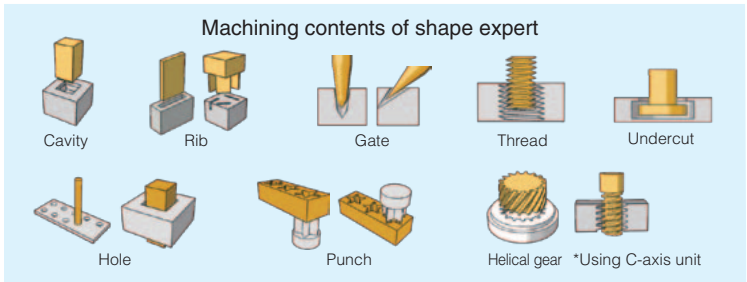 Machining contents of shape expert
Cavity
Rib
Gate
Thread
Undercut
Hole
Punch
Helical gear
*Using C-axis unit